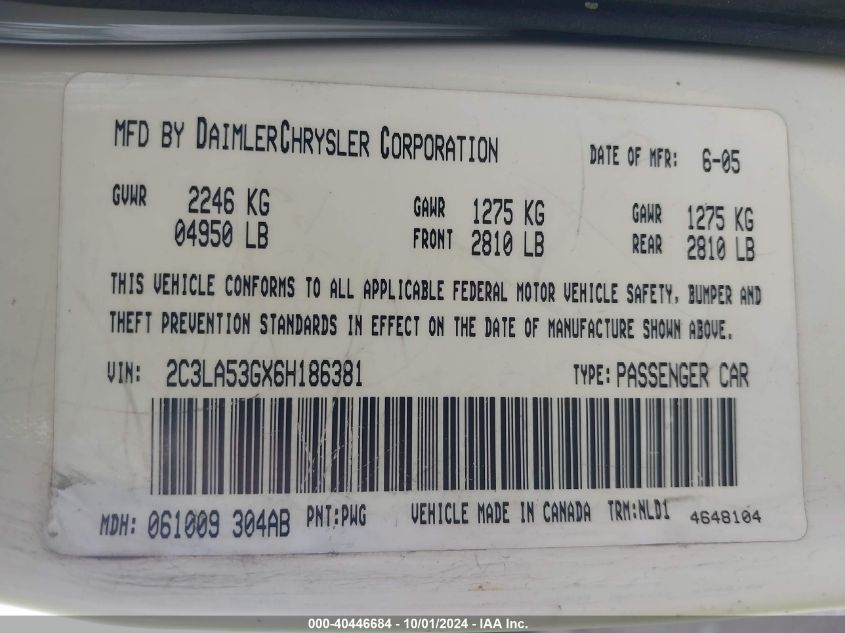 MFD BY DAIMLERCHRYSLER CORPORATION DATE OF MFR: 6-05
GVWR 2246 KG GAWR 1275 KG GAWR 1275 KG
04950 LB FRONT 2810 LB REAR 2810 LB
THIS VEHICLE CONFORMS TO ALL APPLICABLE FEDERAL MOTOR VEHICLE SAFETY, BUMPER AND
THEFT PREVENTION STANDARDS IN EFFECT ON THE DATE OF MANUFACTURE SHOWN ABOVE.
VIN: 2C3LA53GX6H186381 TYPE: PASSENGER CAR
MDH: 061009 304AB PNT: PWG VEHICLE MADE IN CANADA TRM: NLD1 4648104
000-40446684 - 10/01/2024 - IAA Inc.